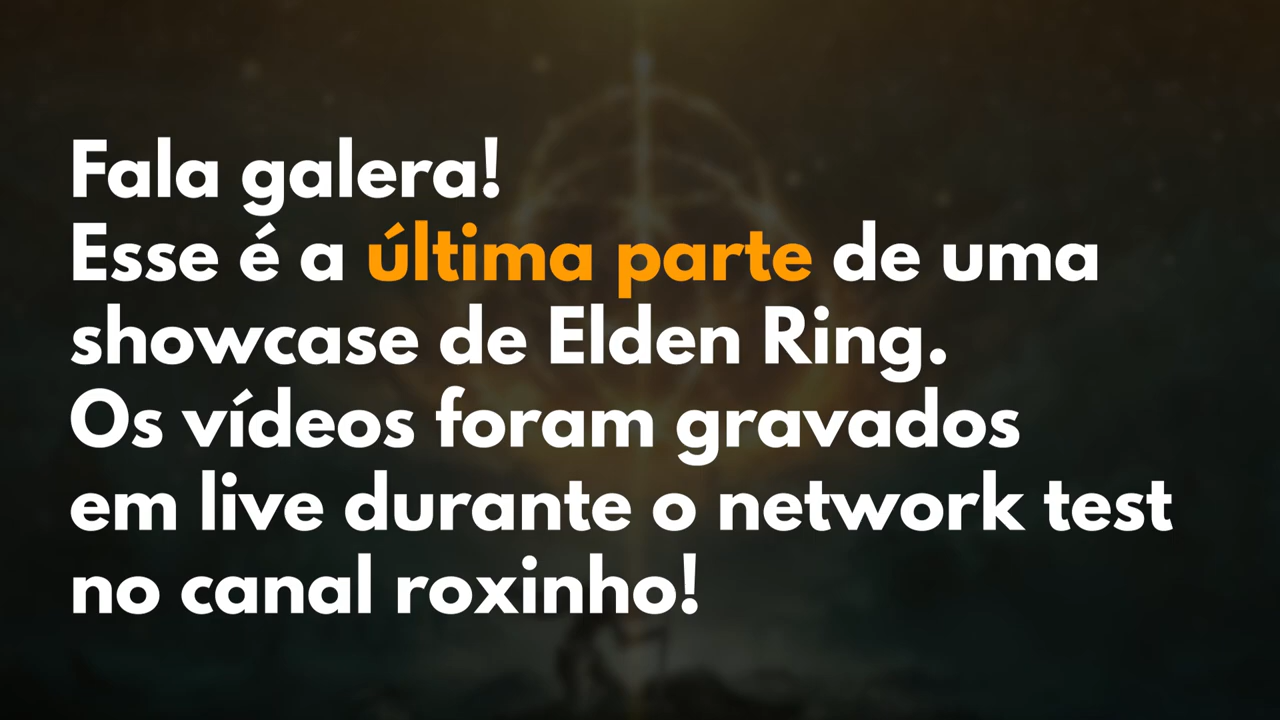 Fala galera!
Esse é a última parte de uma
showcase de Elden Ring.
Os vídeos foram gravados
em live durante o network test
no canal roxinho!